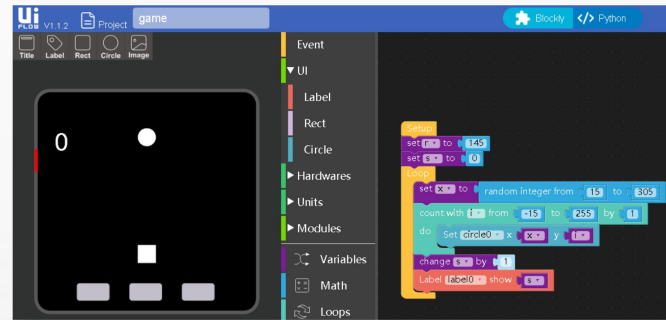 Ui
FLOW V1.1.2 Project game Blockly </> Python
Title Label Rect Circle Image
0
Event
UI
Label
Rect
Circle
Hardwares
Units
Modules
Variables
Math
Loops
Setup
set r to 145
set s to 0
Loop
set x to random integer from 15 to 305
count with i from -15 to 255 by 1
do Set circle0 x x y i
change s by 1
Label label0 show s